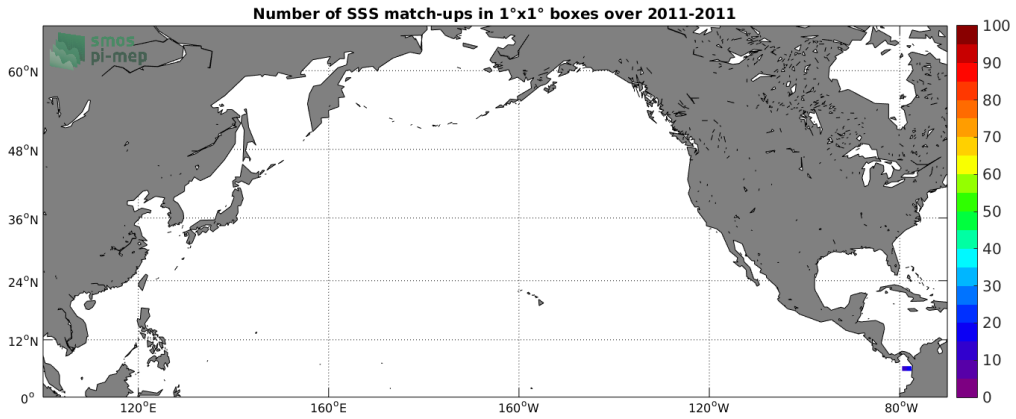 Number of SSS match-ups in 1°x1° boxes over 2011-2011
smos
pi-mep
60°N
48°N
36°N
24°N
12°N
0°
120°E
160°E
160°W
120°W
80°W
100
90
80
70
60
50
40
30
20
10
0